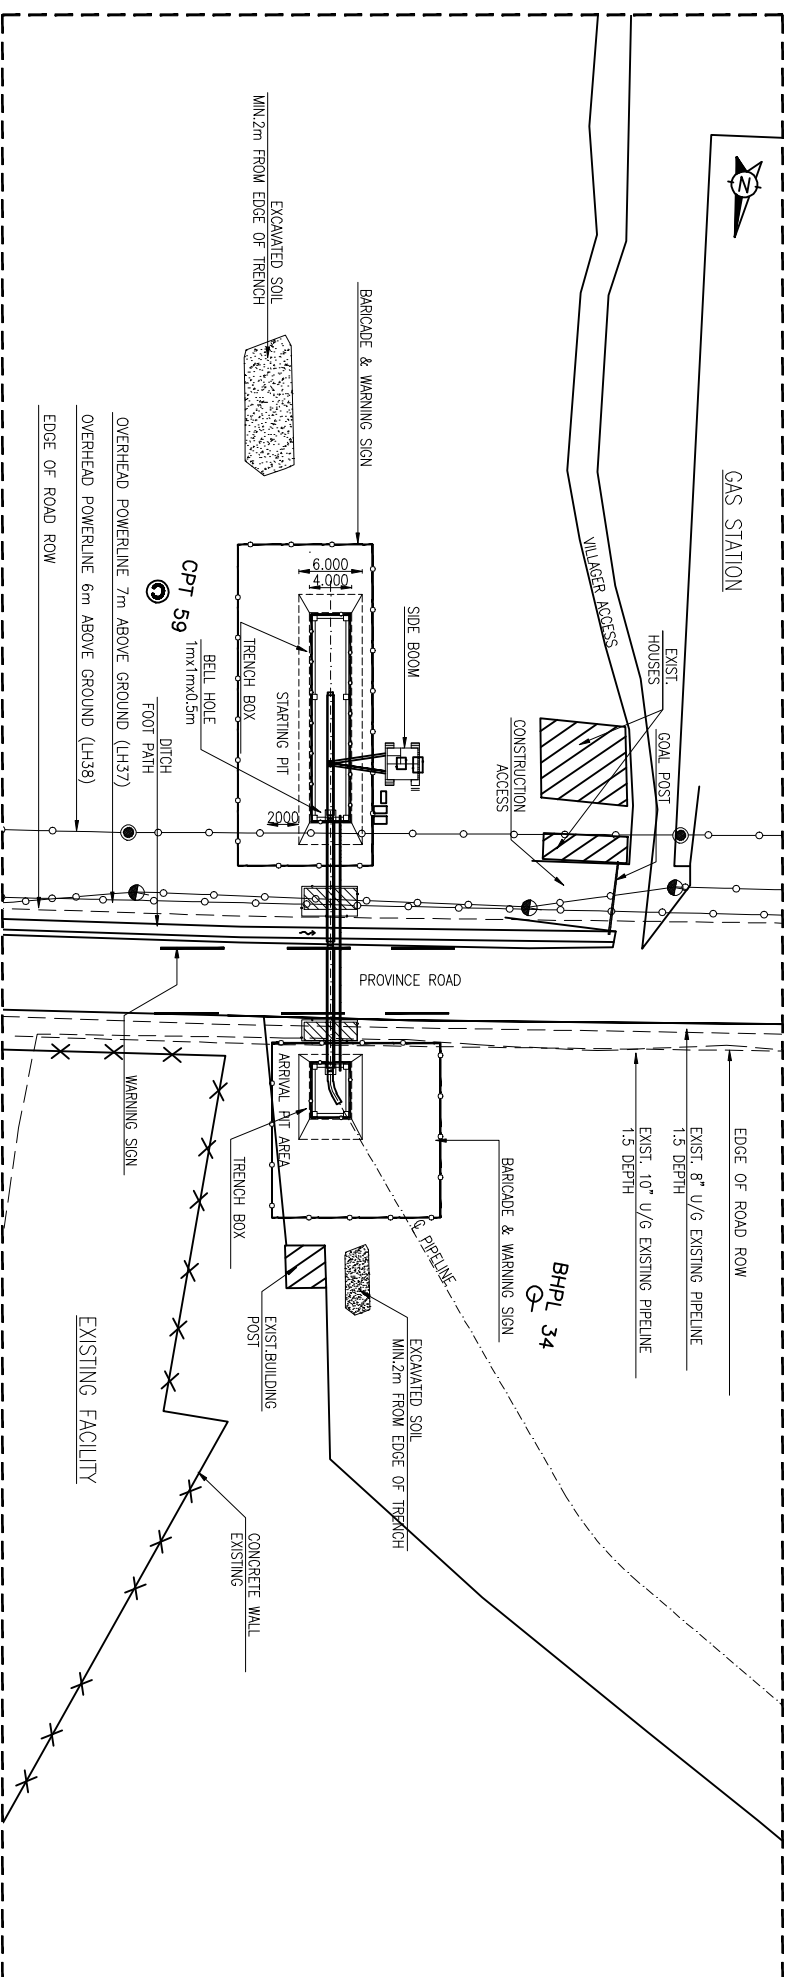 N
GAS STATION
EXCAVATED SOIL
MIN.2m FROM EDGE OF TRENCH
BARICADE & WARNING SIGN
VILLAGER ACCESS
EXIST.
HOUSES
GOAL POST
CONSTRUCTION
ACCESS
SIDE BOOM
6.000
4.000
CPT 59
TRENCH BOX
STARTING PIT
BELL HOLE
1mx1mx0.5m
2000
DITCH
FOOT PATH
OVERHEAD POWERLINE 7m ABOVE GROUND (LH37)
OVERHEAD POWERLINE 6m ABOVE GROUND (LH38)
EDGE OF ROAD ROW
PROVINCE ROAD
EDGE OF ROAD ROW
EXIST. 8" U/G EXISTING PIPELINE
1.5 DEPTH
EXIST. 10" U/G EXISTING PIPELINE
1.5 DEPTH
BARICADE & WARNING SIGN
ARRIVAL PIT AREA
TRENCH BOX
WARNING SIGN
℄ PIPELINE
BHPL 34
EXCAVATED SOIL
MIN.2m FROM EDGE OF TRENCH
EXIST.BUILDING
POST
EXISTING FACILITY
CONCRETE WALL
EXISTING